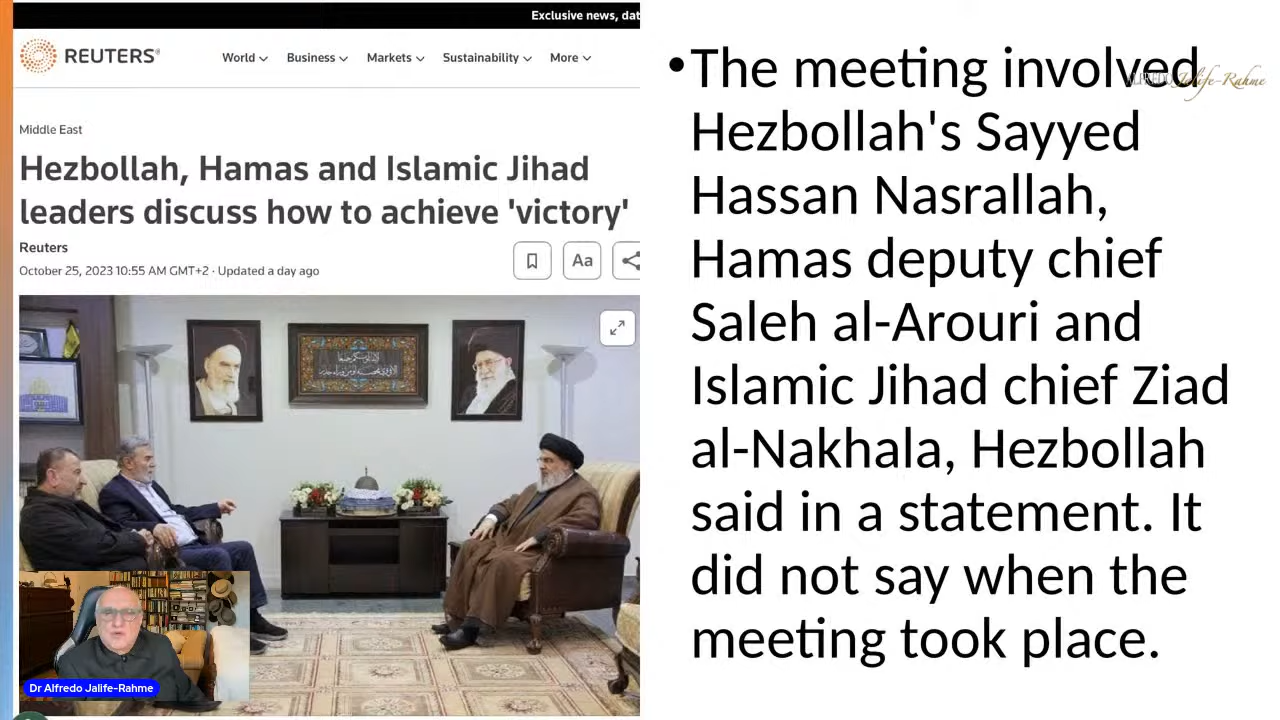 Exclusive news, dat
REUTERS®
World Business Markets Sustainability More
Middle East
Hezbollah, Hamas and Islamic Jihad
leaders discuss how to achieve 'victory'
Reuters
October 25, 2023 10:55 AM GMT+2 · Updated a day ago
Aa
Dr Alfredo Jalife-Rahme
•The meeting involved
Hezbollah's Sayyed
Hassan Nasrallah,
Hamas deputy chief
Saleh al-Arouri and
Islamic Jihad chief Ziad
al-Nakhala, Hezbollah
said in a statement. It
did not say when the
meeting took place.
ALFREDO Jalife-Rahme